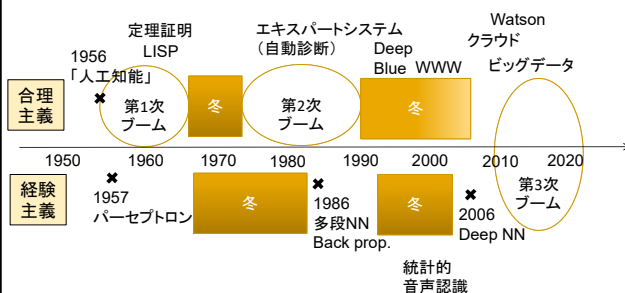 定理証明
LISP
エキスパートシステム
（自動診断）
Deep
Blue
WWW
Watson
クラウド
ビッグデータ
1956
「人工知能」
合理
主義
第1次
ブーム
冬
第2次
ブーム
冬
1950
1960
1970
1982
1990
2000
2010
2020
経験
主義
1957
パーセプトロン
冬
1986
多段NN
Back prop.
冬
2006
Deep NN
第3次
ブーム
統計的
音声認識